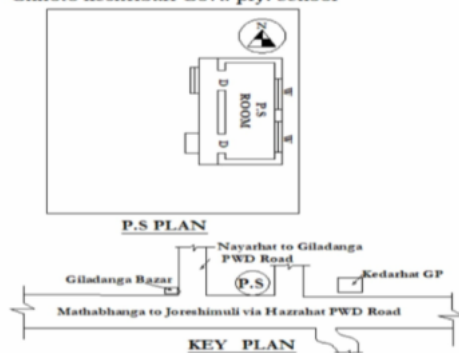 Z
W
D
P.S
ROOM
D
W
P.S PLAN
Nayarhat to Giladanga
PWD Road
Giladanga Bazar
P.S
Kedarhat GP
Mathabhanga to Joreshimuli via Hazrahat PWD Road
KEY PLAN